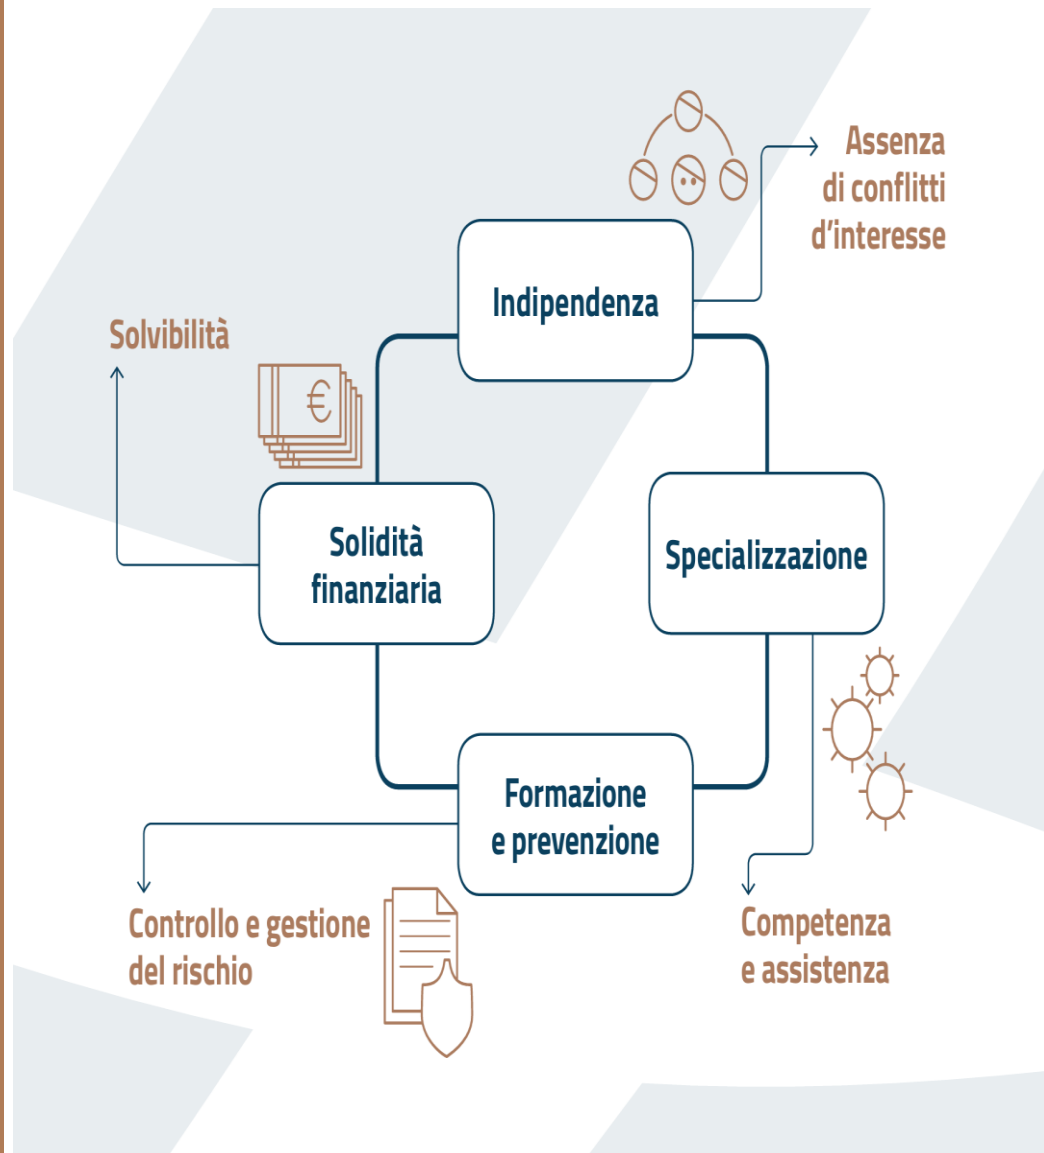 Assenza
di conflitti
d’interesse
Indipendenza
Solvibilità
€
Solidità
finanziaria
Specializzazione
Formazione
e prevenzione
Controllo e gestione
del rischio
Competenza
e assistenza